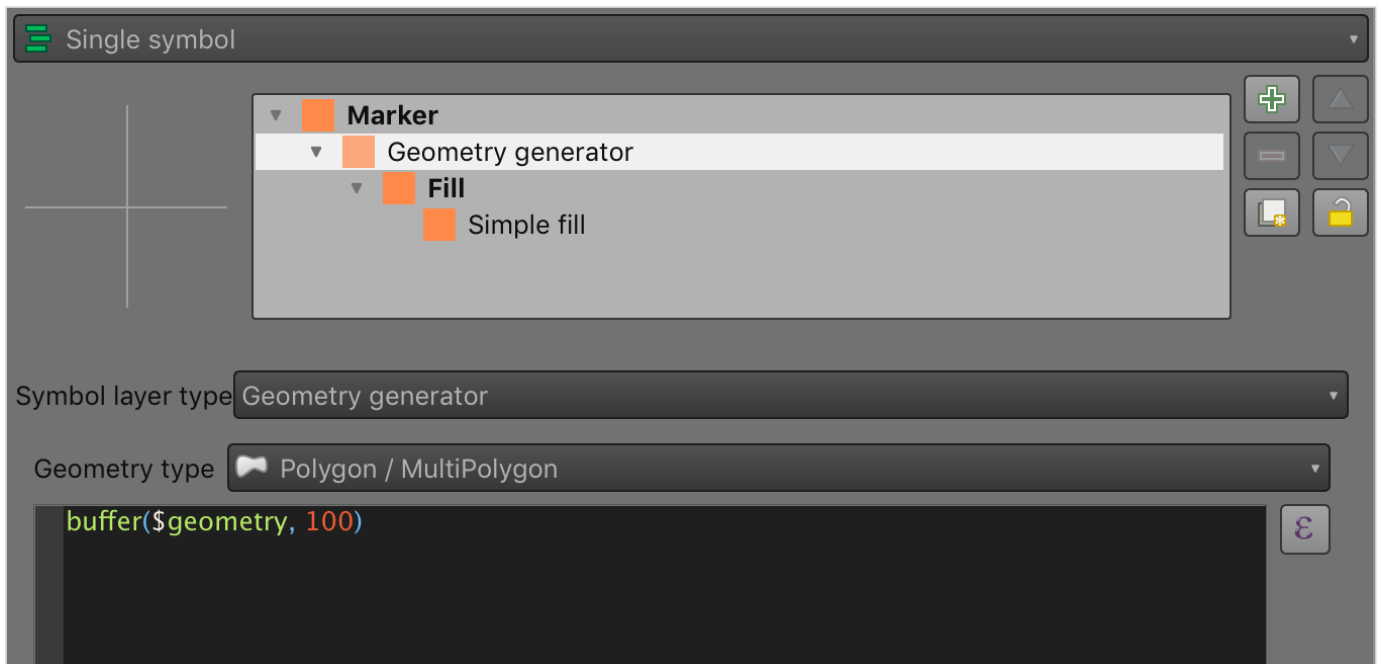 Single symbol
Marker
Geometry generator
Fill
Simple fill
Symbol layer type Geometry generator
Geometry type Polygon / MultiPolygon
buffer($geometry, 100)
ε